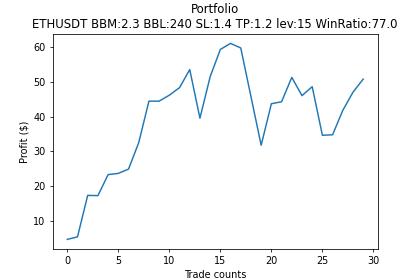 Portfolio
ETHUSDT BBM:2.3 BBL:240 SL:1.4 TP:1.2 lev:15 WinRatio:77.0
Profit ($)
60
50
40
30
20
10
0 5 10 15 20 25 30
Trade counts